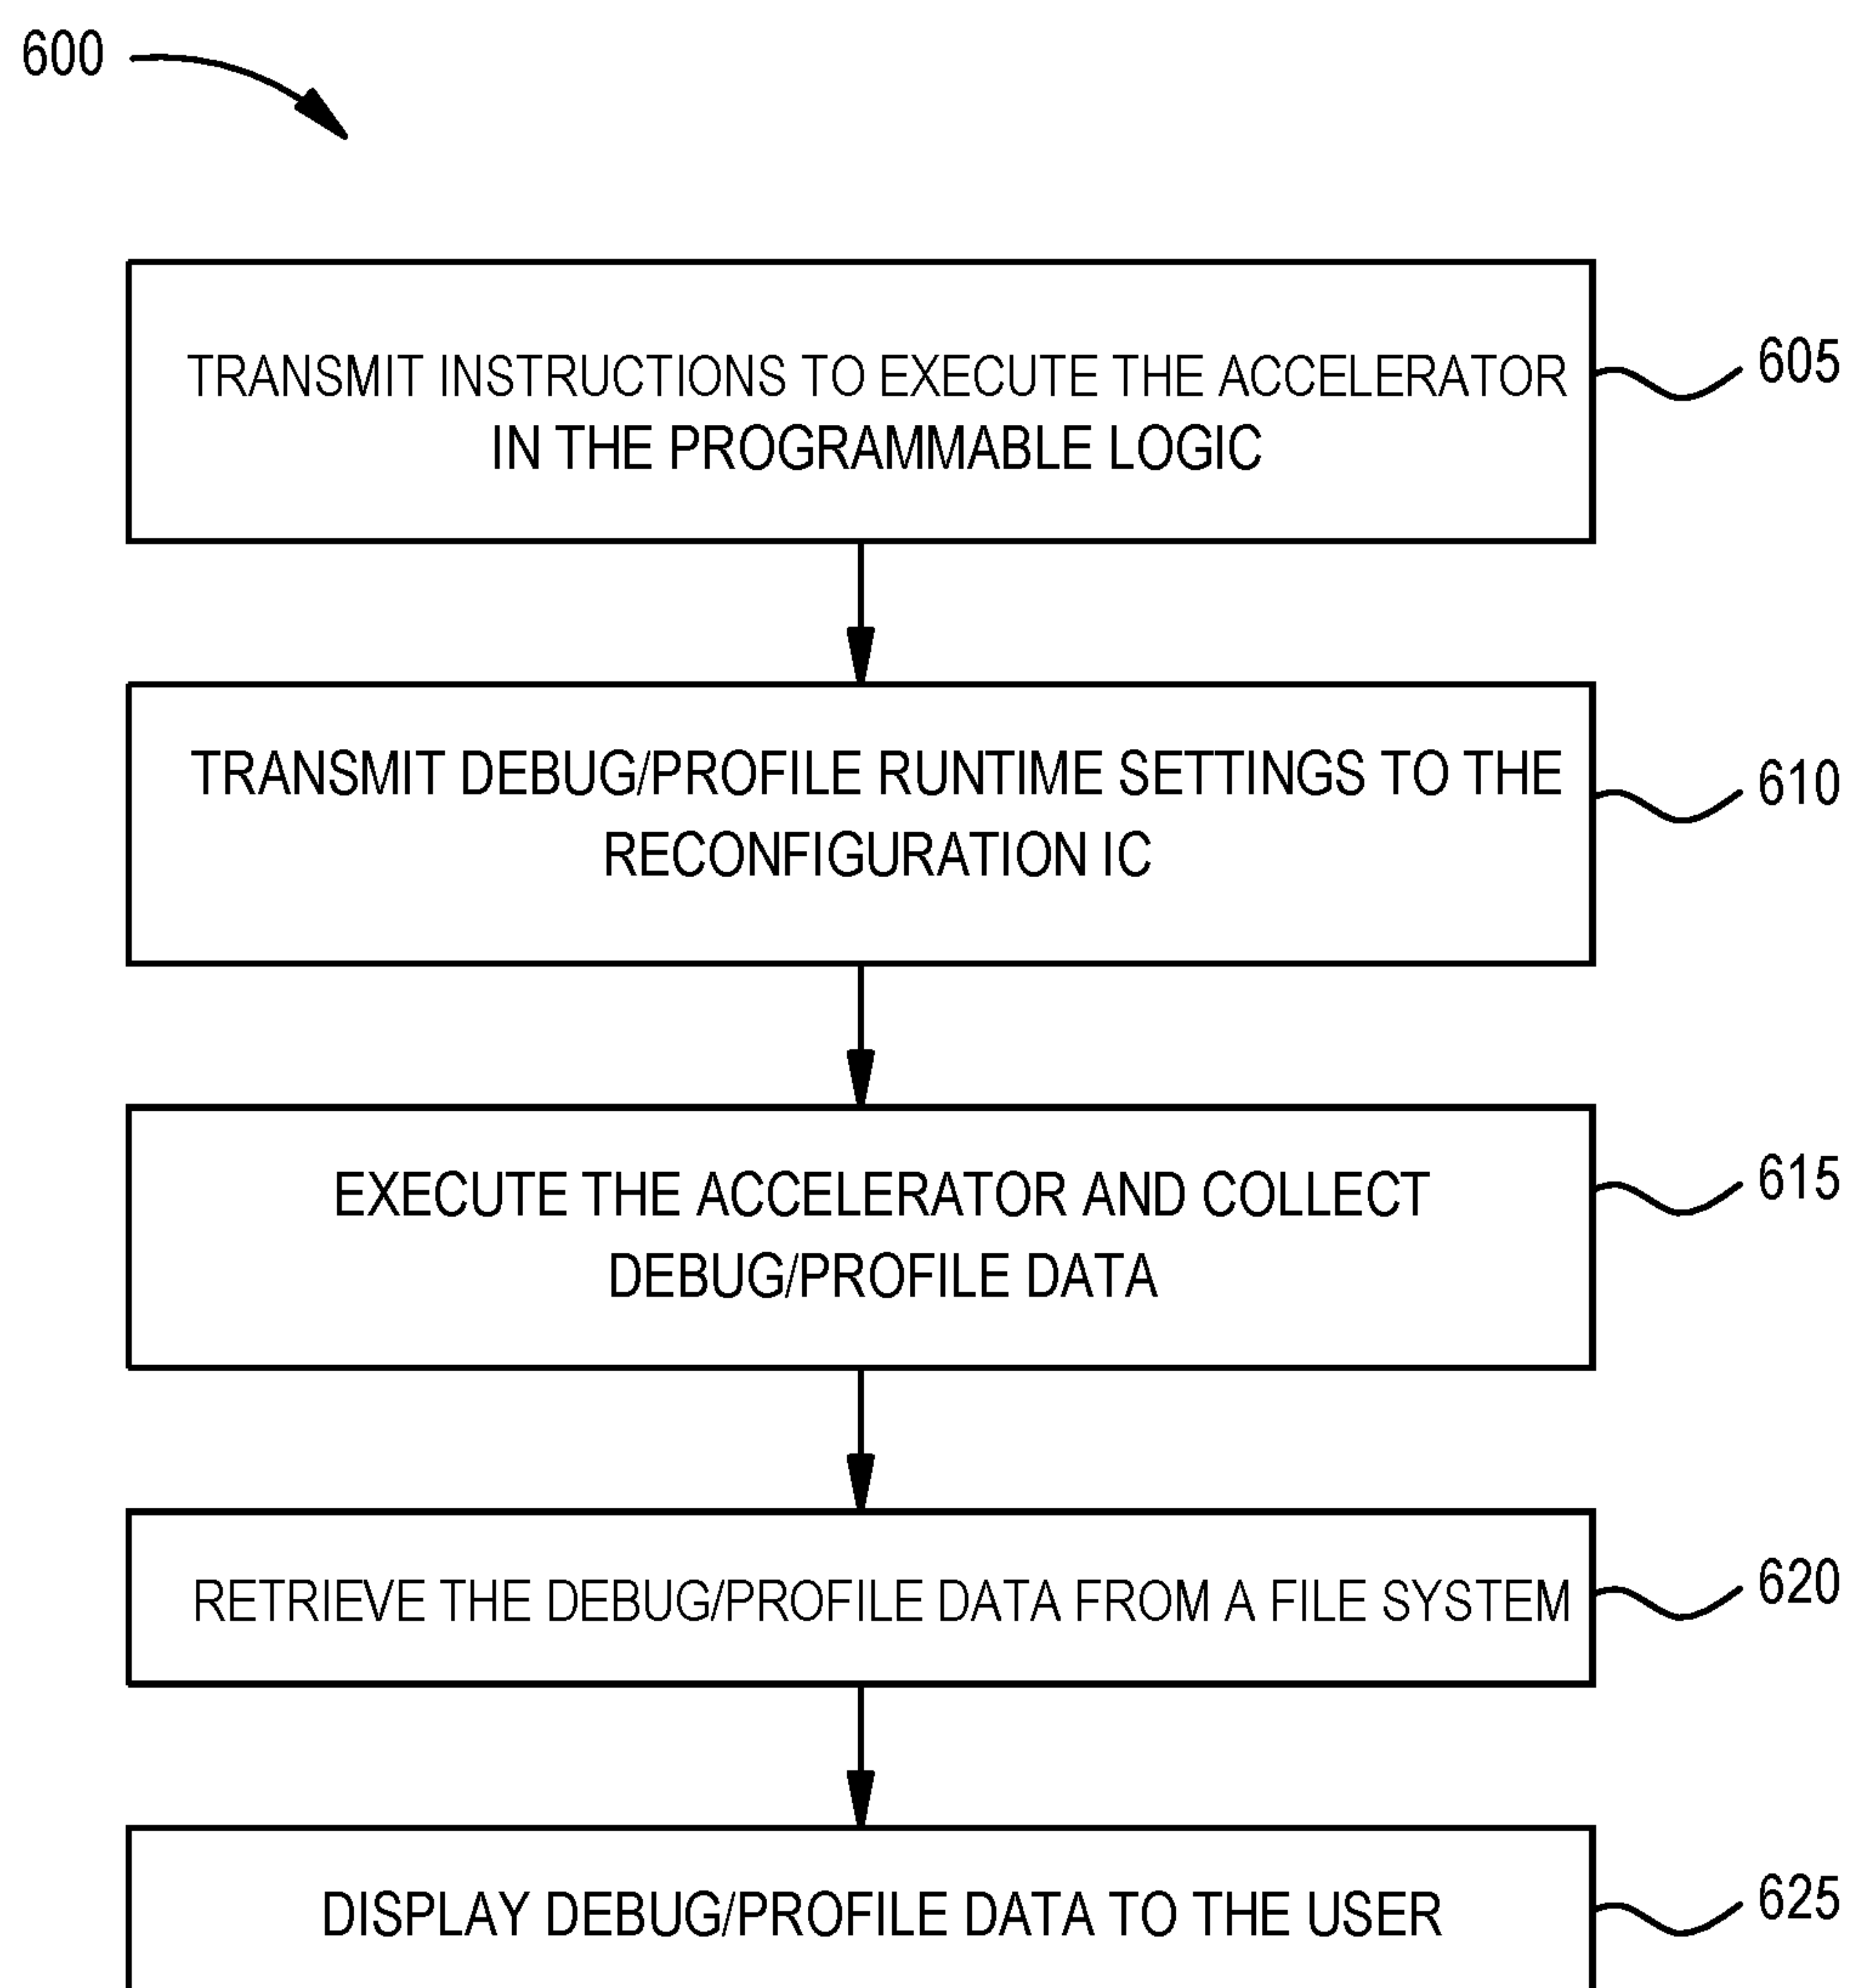 600
TRANSMIT INSTRUCTIONS TO EXECUTE THE ACCELERATOR
IN THE PROGRAMMABLE LOGIC
605
TRANSMIT DEBUG/PROFILE RUNTIME SETTINGS TO THE
RECONFIGURATION IC
610
EXECUTE THE ACCELERATOR AND COLLECT
DEBUG/PROFILE DATA
615
RETRIEVE THE DEBUG/PROFILE DATA FROM A FILE SYSTEM
620
DISPLAY DEBUG/PROFILE DATA TO THE USER
625